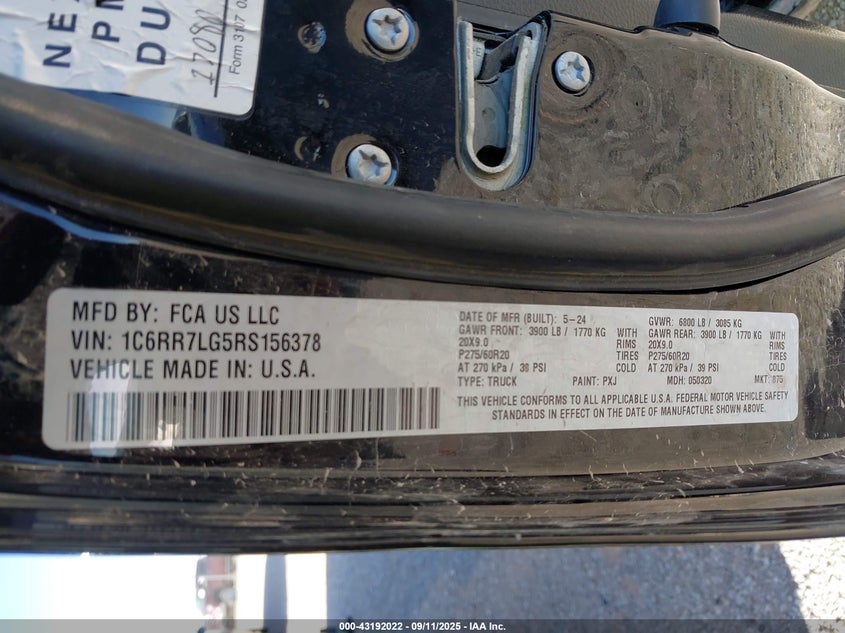 NE
PM
DU
Form 3107 0
MFD BY: FCA US LLC
VIN: 1C6RR7LG5RS156378
VEHICLE MADE IN: U.S.A.
DATE OF MFR (BUILT): 5-24 GVWR: 6800 LB / 3085 KG
GAWR FRONT: 3900 LB / 1770 KG WITH GAWR REAR: 3900 LB / 1770 KG WITH
20X9.0 RIMS 20X9.0 RIMS
P275/60R20 TIRES P275/60R20 TIRES
AT 270 kPa / 39 PSI COLD AT 270 kPa / 39 PSI COLD
TYPE: TRUCK PAINT: PXJ MDH: 050320 MKT: 875
THIS VEHICLE CONFORMS TO ALL APPLICABLE U.S.A. FEDERAL MOTOR VEHICLE SAFETY
STANDARDS IN EFFECT ON THE DATE OF MANUFACTURE SHOWN ABOVE.
000-43192022 - 09/11/2025 - IAA Inc.